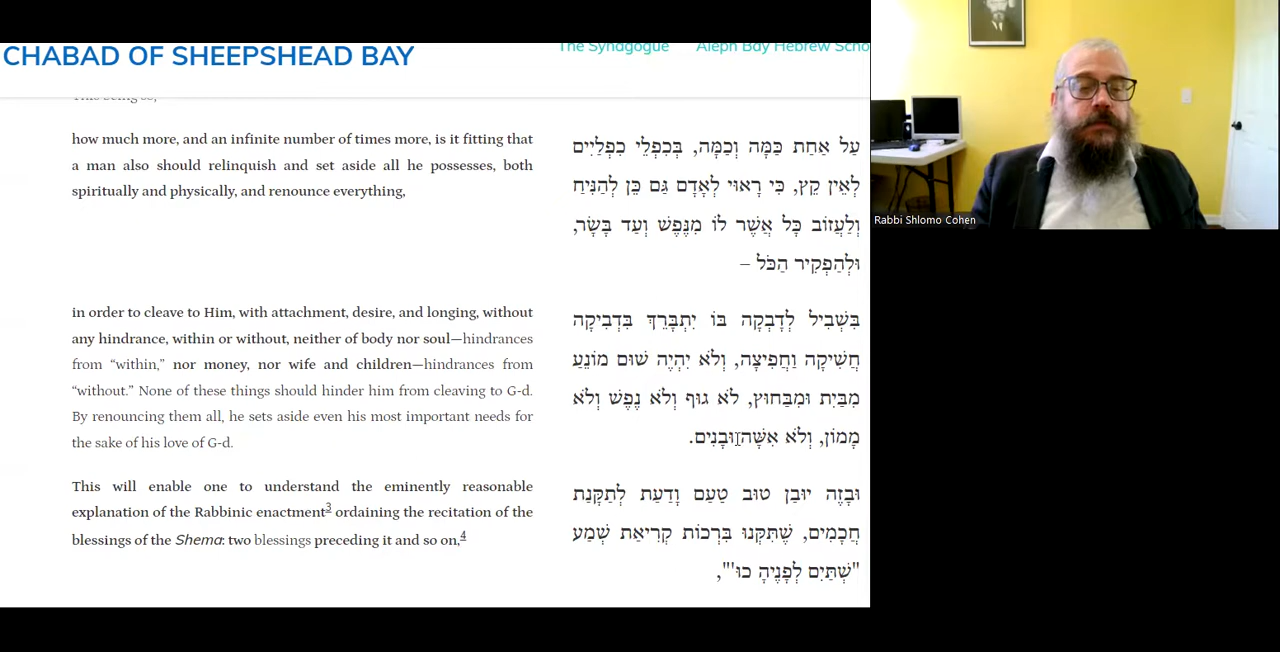 CHABAD OF SHEEPSHEAD BAY
The Synagogue
Aleph Bay Hebrew Scho
This being so,
how much more, and an infinite number of times more, is it fitting that
a man also should relinquish and set aside all he possesses, both
spiritually and physically, and renounce everything,
עַל אַחַת כַּמָּה וְכַמָּה, בְּכִפְלֵי כִפְלַיִים
לְאֵין קֵץ, כִּי רָאוּי לְאָדָם גַּם כֵּן לְהַנִּיחַ
וְלַעֲזוֹב כָּל אֲשֶׁר לוֹ מִנֶּפֶשׁ וְעַד בָּשָׂר,
וּלְהַפְקִיר הַכֹּל –
in order to cleave to Him, with attachment, desire, and longing, without
any hindrance, within or without, neither of body nor soul—hindrances
from “within,” nor money, nor wife and children—hindrances from
“without.” None of these things should hinder him from cleaving to G-d.
By renouncing them all, he sets aside even his most important needs for
the sake of his love of G-d.
בִּשְׁבִיל לְדָבְקָה בּוֹ יִתְבָּרֵךְ בִּדְבִיקָה
חֲשִׁיקָה וַחֲפִיצָה, וְלֹא יִהְיֶה שׁוּם מוֹנֵעַ
מִבַּיִת וּמִבַּחוּץ, לֹא גּוּף וְלֹא נֶפֶשׁ וְלֹא
מָמוֹן, וְלֹא אִשָּׁה וּבָנִים.
This will enable one to understand the eminently reasonable
explanation of the Rabbinic enactment3 ordaining the recitation of the
blessings of the Shema: two blessings preceding it and so on,4
וּבָזֶה יוּבַן טוּב טַעַם וָדַעַת לְתַקָּנַת
חֲכָמִים, שֶׁתִּקְּנוּ בִּרְכוֹת קְרִיאַת שְׁמַע
"שְׁתַּיִם לְפָנֶיהָ כוּ'",
Rabbi Shlomo Cohen